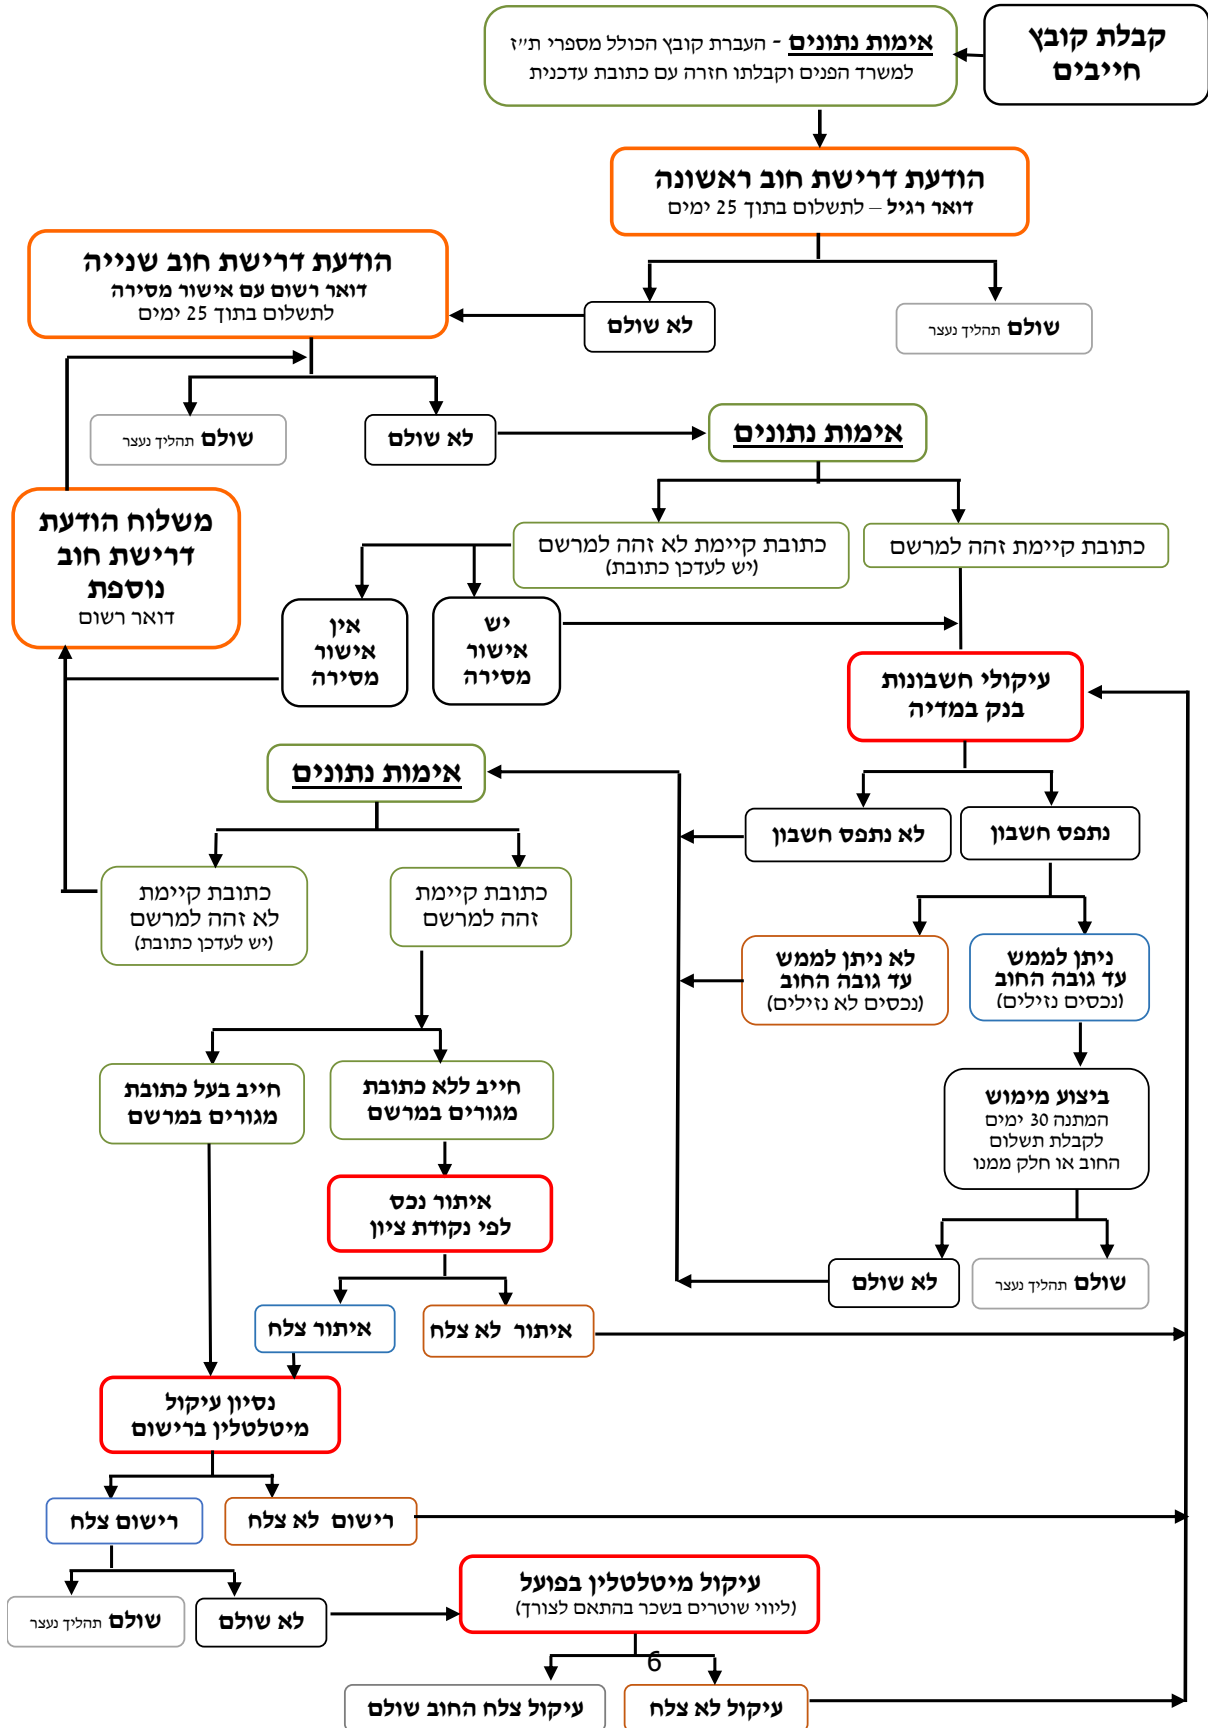 קבלת קובץ
חייבים
אימות נתונים - העברת קובץ הכולל מספרי ת״ז
למשרד הפנים וקבלתו חזרה עם כתובת עדכנית
הודעת דרישת חוב ראשונה
דואר רגיל – לתשלום בתוך 25 ימים
הודעת דרישת חוב שנייה
דואר רשום עם אישור מסירה
לתשלום בתוך 25 ימים
לא שולם
שולם תהליך נעצר
שולם תהליך נעצר
לא שולם
אימות נתונים
משלוח הודעת
דרישת חוב
נוספת
דואר רשום
כתובת קיימת זהה למרשם
כתובת קיימת לא זהה למרשם
(יש לעדכן כתובת)
יש
אישור
מסירה
אין
אישור
מסירה
עיקולי חשבונות
בנק במדיה
אימות נתונים
נתפס חשבון
לא נתפס חשבון
כתובת קיימת
זהה למרשם
כתובת קיימת
לא זהה למרשם
(יש לעדכן כתובת)
ניתן לממש
עד גובה החוב
(נכסים נזילים)
לא ניתן לממש
עד גובה החוב
(נכסים לא נזילים)
חייב ללא כתובת
מגורים במרשם
חייב בעל כתובת
מגורים במרשם
ביצוע מימוש
המתנה 30 ימים
לקבלת תשלום
החוב או חלק ממנו
איתור נכס
לפי נקודת ציון
שולם תהליך נעצר
לא שולם
איתור לא צלח
איתור צלח
נסיון עיקול
מיטלטלין ברישום
רישום לא צלח
רישום צלח
עיקול מיטלטלין בפועל
(ליווי שוטרים בשכר בהתאם לצורך)
לא שולם
שולם תהליך נעצר
6
עיקול לא צלח
עיקול צלח החוב שולם